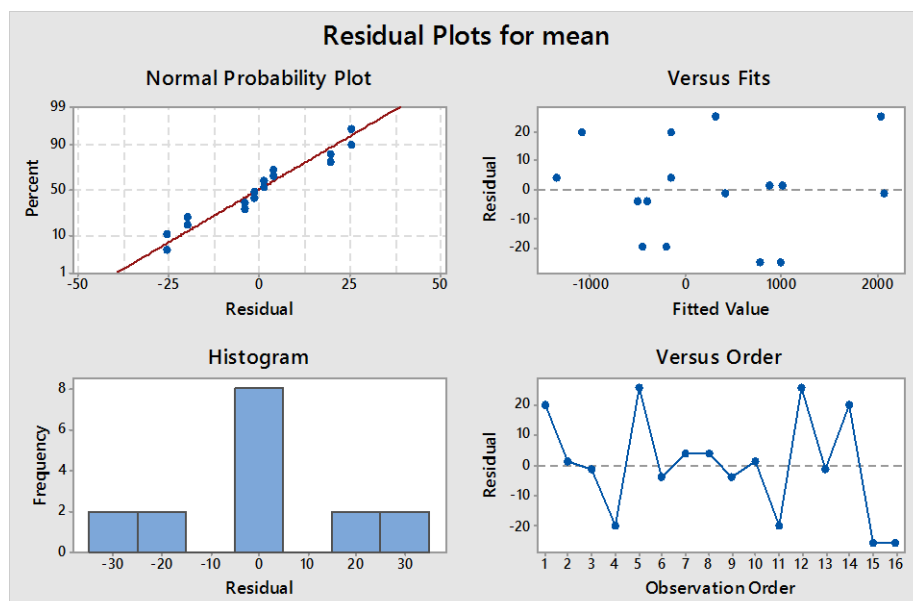 Residual Plots for mean
Normal Probability Plot
99
90
50
10
1
Percent
-50
-25
0
25
50
Residual
Versus Fits
20
10
0
-10
-20
Residual
-1000
0
1000
2000
Fitted Value
Histogram
8
6
4
2
0
Frequency
-30
-20
-10
0
10
20
30
Residual
Versus Order
20
10
0
-10
-20
Residual
1 2 3 4 5 6 7 8 9 10 11 12 13 14 15 16
Observation Order